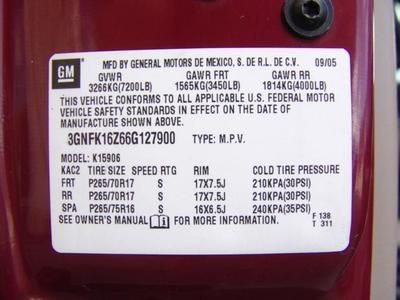 GM
MFD BY GENERAL MOTORS DE MEXICO, S. DE R.L. DE C.V. 09/05
GVWR GAWR FRT GAWR RR
3266KG(7200LB) 1565KG(3450LB) 1814KG(4000LB)
THIS VEHICLE CONFORMS TO ALL APPLICABLE U.S. FEDERAL MOTOR
VEHICLE SAFETY STANDARDS IN EFFECT ON THE DATE OF
MANUFACTURE SHOWN ABOVE.
3GNFK16Z66G127900 TYPE: M.P.V.
MODEL: K15906
KAC2 TIRE SIZE SPEED RTG RIM COLD TIRE PRESSURE
FRT P265/70R17 S 17X7.5J 210KPA(30PSI)
RR P265/70R17 S 17X7.5J 210KPA(30PSI)
SPA P265/75R16 S 16X6.5J 240KPA(35PSI)
SEE OWNER'S MANUAL FOR MORE INFORMATION. F 138
T 311